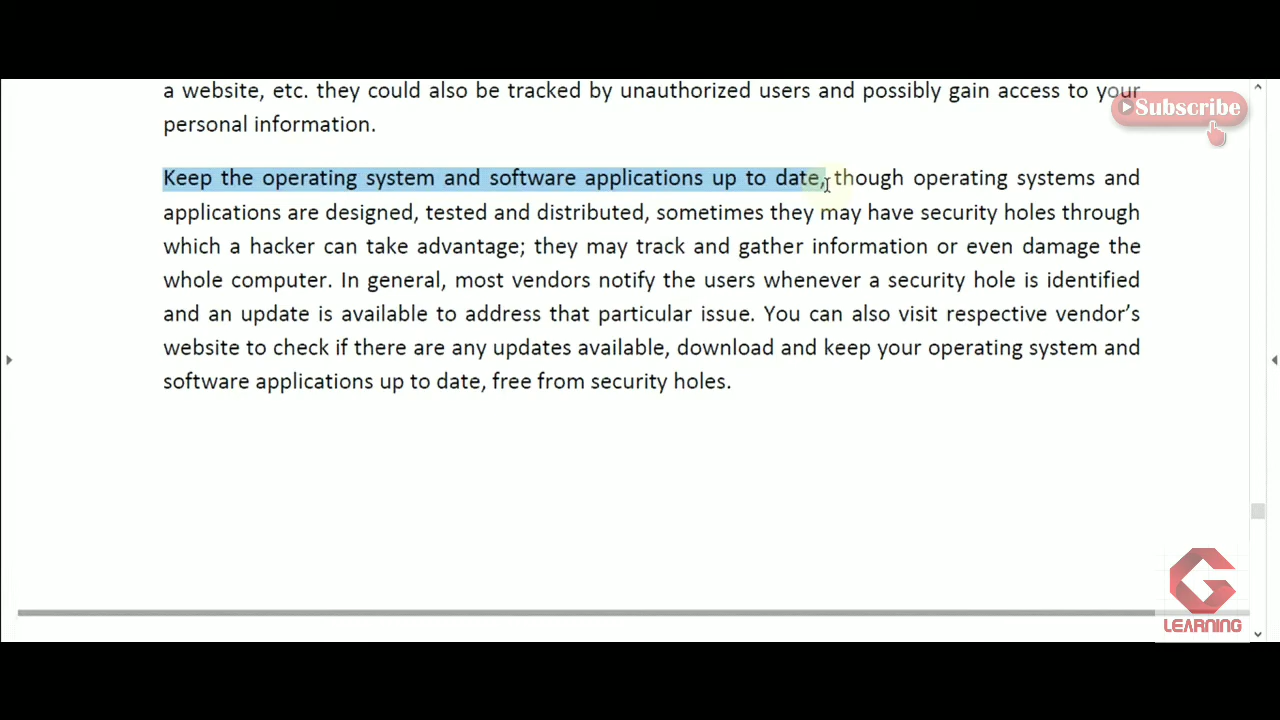 a website, etc. they could also be tracked by unauthorized users and possibly gain access to your
Subscribe
personal information.
Keep the operating system and software applications up to date, though operating systems and
applications are designed, tested and distributed, sometimes they may have security holes through
which a hacker can take advantage; they may track and gather information or even damage the
whole computer. In general, most vendors notify the users whenever a security hole is identified
and an update is available to address that particular issue. You can also visit respective vendor’s
website to check if there are any updates available, download and keep your operating system and
software applications up to date, free from security holes.
LEARNING